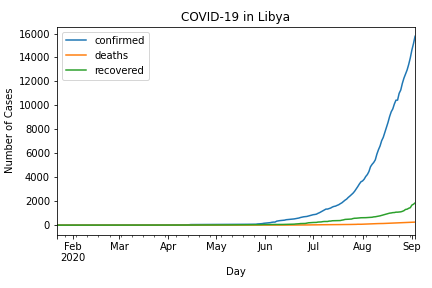 COVID-19 in Libya
confirmed
deaths
recovered
16000
14000
12000
10000
8000
6000
4000
2000
0
Number of Cases
Feb Mar Apr May Jun Jul Aug Sep
2020
Day